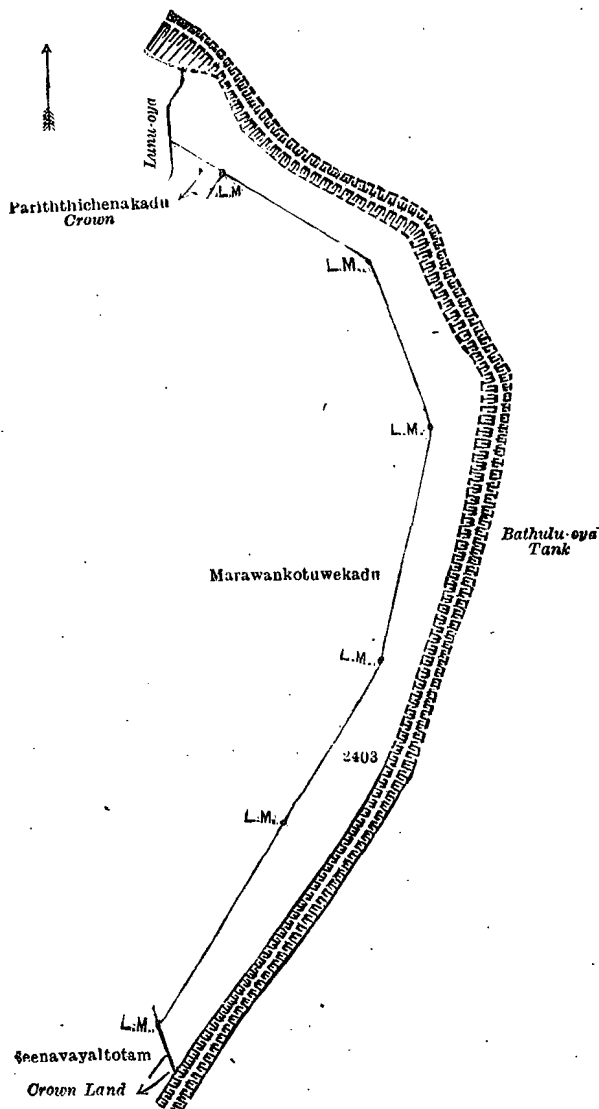 Lunu-oya
Pariththichenakadu
Crown
L.M
L.M.
L.M.
Bathulu-oya
Tank
Marawankotuwekadu
L.M.
2403
L.M.
L.M.
Seenavayaltotam
Crown Land